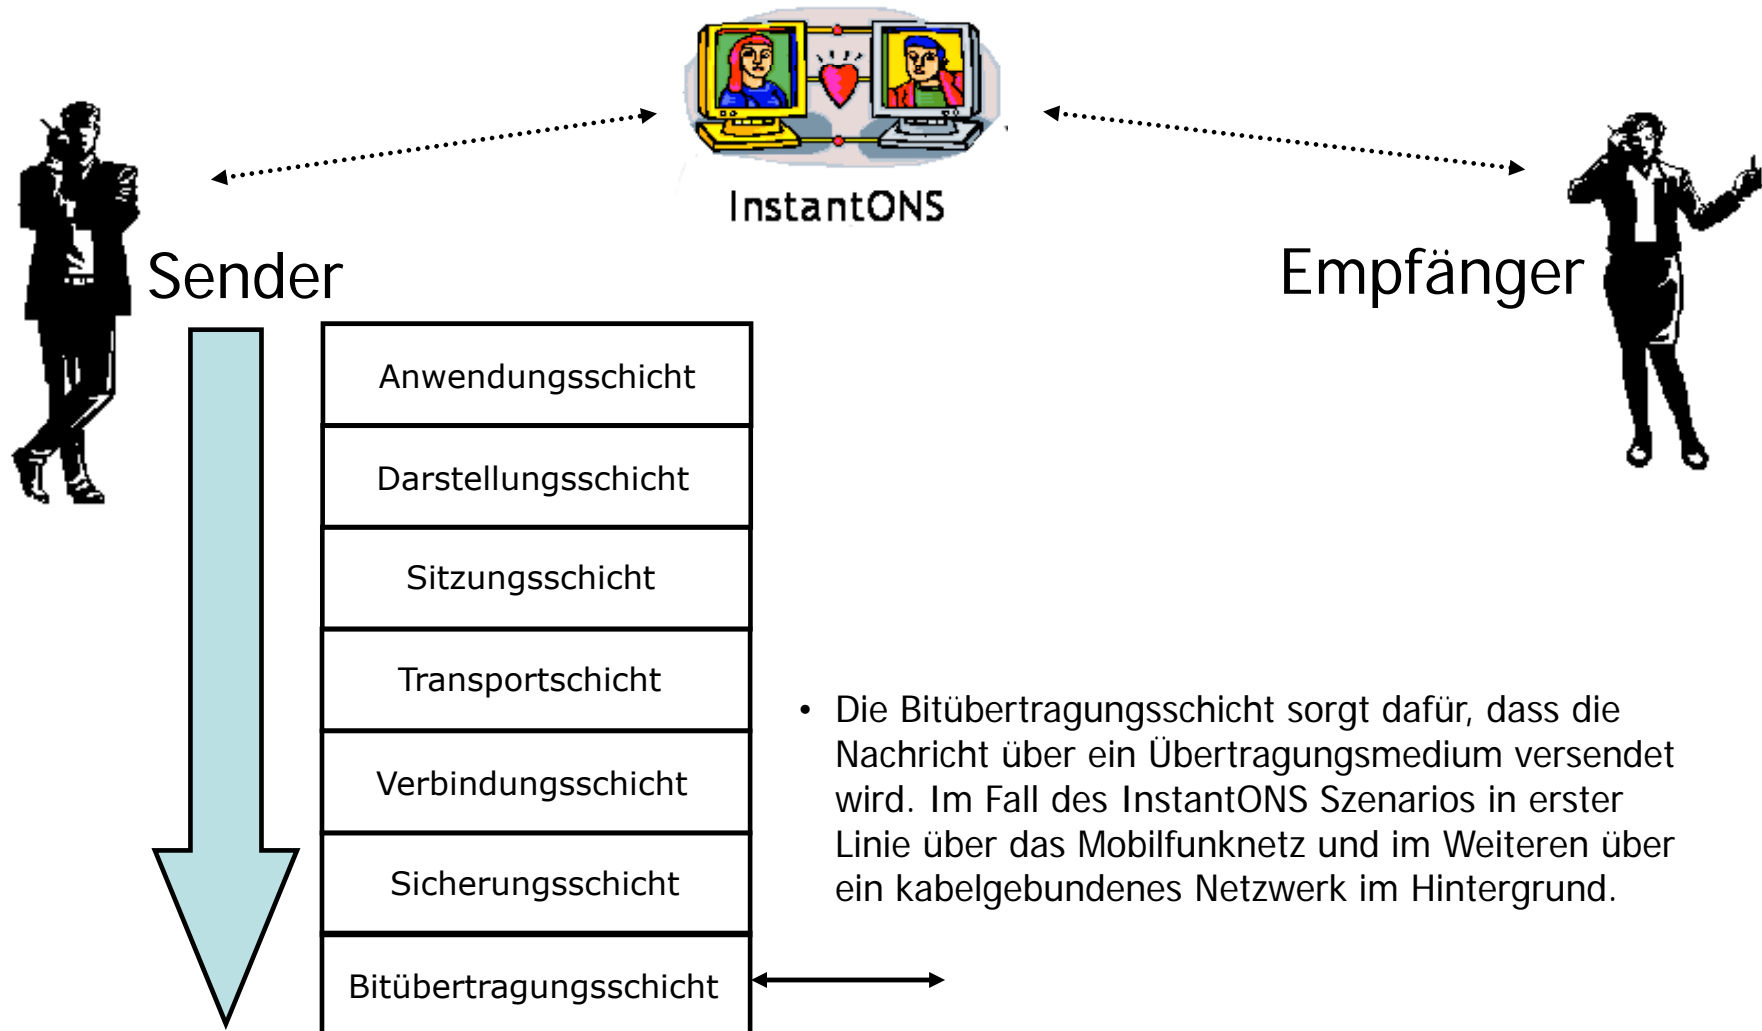 InstantONS
Sender
Empfänger
Anwendungsschicht
Darstellungsschicht
Sitzungsschicht
Transportschicht
Verbindungsschicht
Sicherungsschicht
Bitübertragungsschicht
• Die Bitübertragungsschicht sorgt dafür, dass die
Nachricht über ein Übertragungsmedium versendet
wird. Im Fall des InstantONS Szenarios in erster
Linie über das Mobilfunknetz und im Weiteren über
ein kabelgebundenes Netzwerk im Hintergrund.